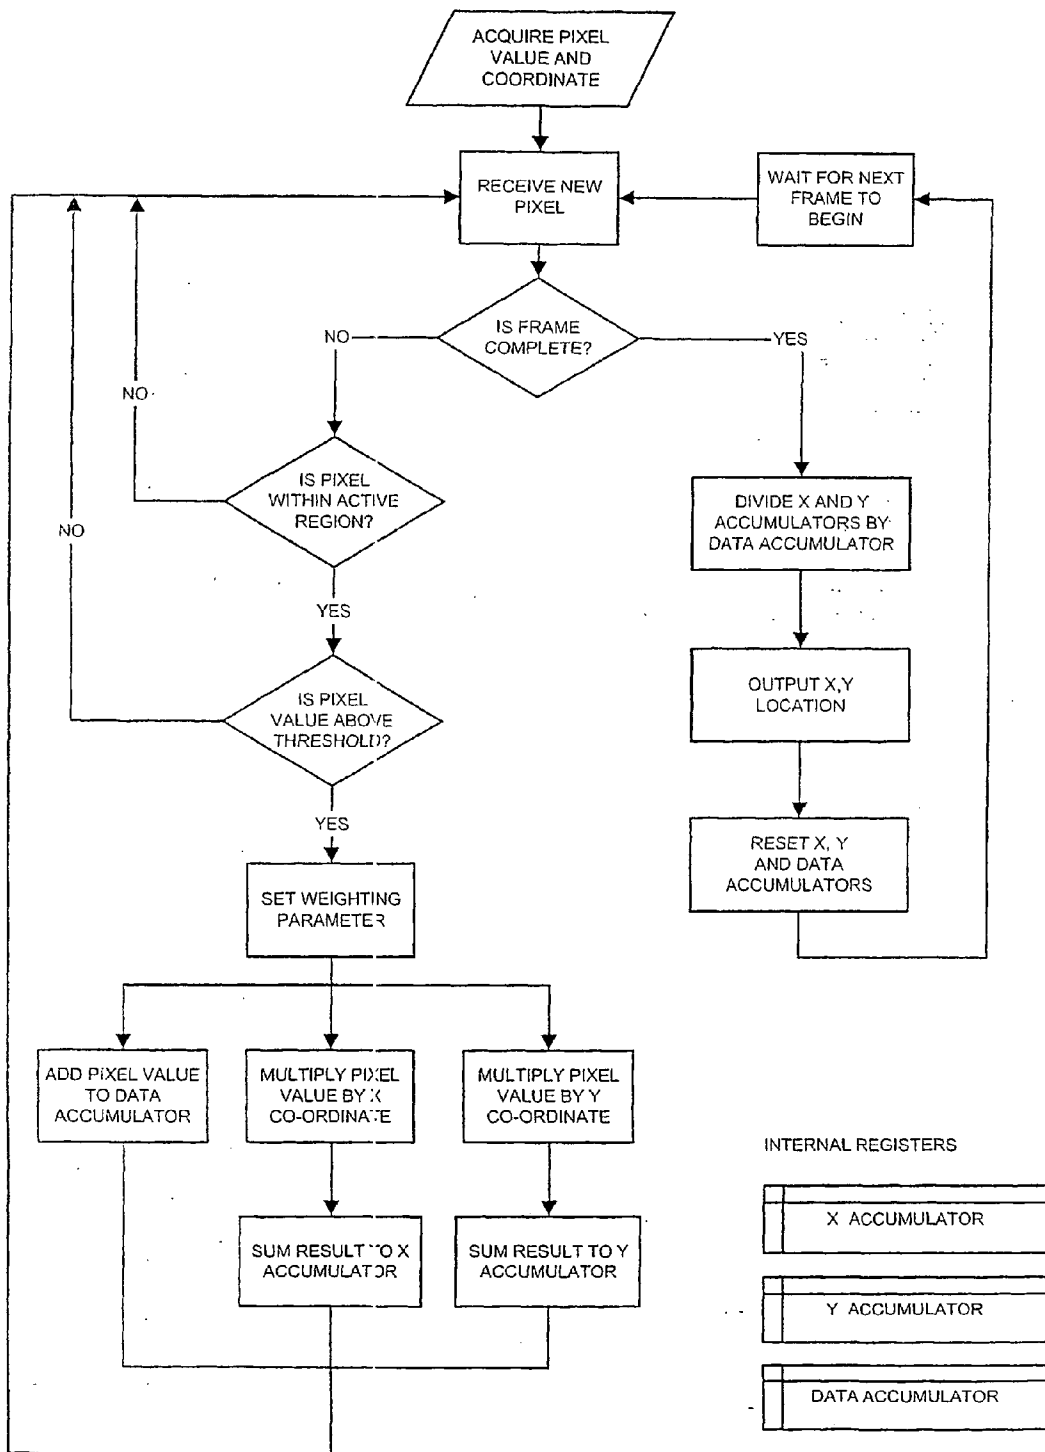 ACQUIRE PIXEL
VALUE AND
COORDINATE
RECEIVE NEW
PIXEL
WAIT FOR NEXT
FRAME TO
BEGIN
IS FRAME
COMPLETE?
NO
YES
NO
IS PIXEL
WITHIN ACTIVE
REGION?
NO
YES
DIVIDE X AND Y
ACCUMULATORS BY
DATA ACCUMULATOR
IS PIXEL
VALUE ABOVE
THRESHOLD?
YES
OUTPUT X,Y
LOCATION
RESET X, Y
AND DATA
ACCUMULATORS
SET WEIGHTING
PARAMETER
ADD PIXEL VALUE
TO DATA
ACCUMULATOR
MULTIPLY PIXEL
VALUE BY X
CO-ORDINATE
MULTIPLY PIXEL
VALUE BY Y
CO-ORDINATE
SUM RESULT TO X
ACCUMULATOR
SUM RESULT TO Y
ACCUMULATOR
INTERNAL REGISTERS
X ACCUMULATOR
Y ACCUMULATOR
DATA ACCUMULATOR